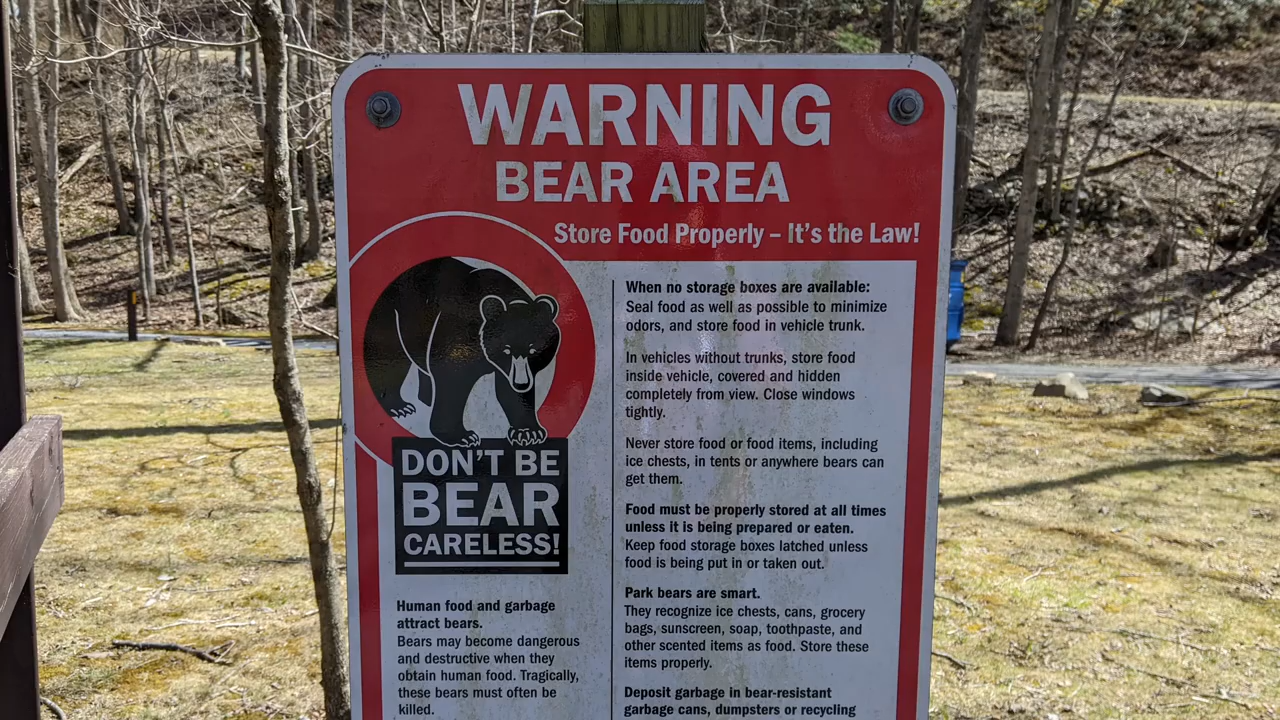 WARNING
BEAR AREA
Store Food Properly – It's the Law!
DON'T BE
BEAR
CARELESS!
Human food and garbage
attract bears.
Bears may become dangerous
and destructive when they
obtain human food. Tragically,
these bears must often be
killed.
When no storage boxes are available:
Seal food as well as possible to minimize
odors, and store food in vehicle trunk.
In vehicles without trunks, store food
inside vehicle, covered and hidden
completely from view. Close windows
tightly.
Never store food or food items, including
ice chests, in tents or anywhere bears can
get them.
Food must be properly stored at all times
unless it is being prepared or eaten.
Keep food storage boxes latched unless
food is being put in or taken out.
Park bears are smart.
They recognize ice chests, cans, grocery
bags, sunscreen, soap, toothpaste, and
other scented items as food. Store these
items properly.
Deposit garbage in bear-resistant
garbage cans, dumpsters or recycling